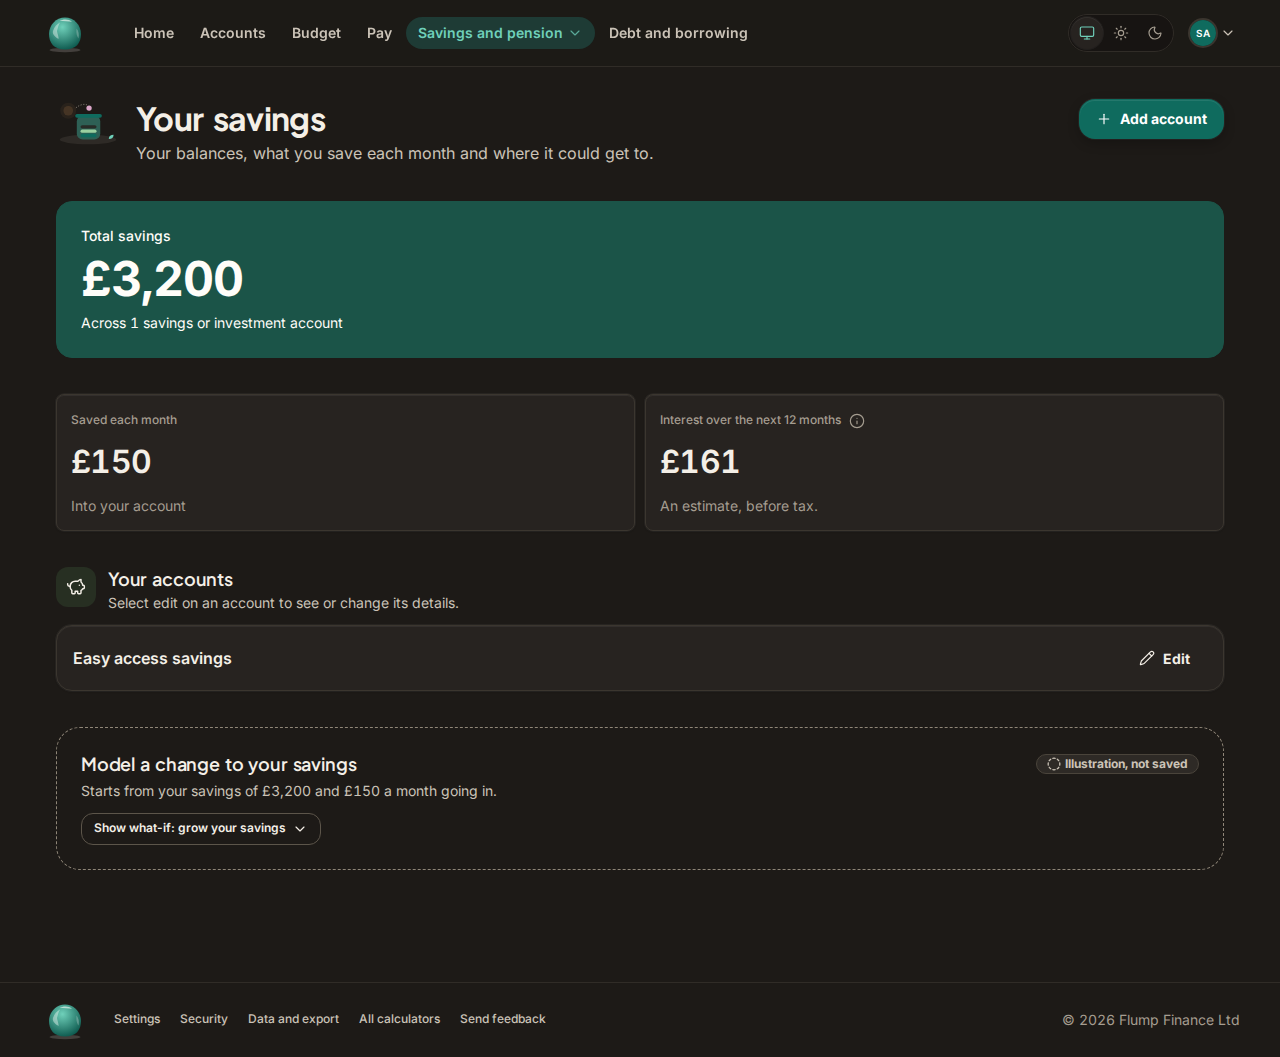 Home
Accounts
Budget
Pay
Savings and pension
Debt and borrowing
SA
Your savings
Your balances, what you save each month and where it could get to.
Add account
Total savings
£3,200
Across 1 savings or investment account
Saved each month
£150
Into your account
Interest over the next 12 months
£161
An estimate, before tax.
Your accounts
Select edit on an account to see or change its details.
Easy access savings
Edit
Model a change to your savings
Illustration, not saved
Starts from your savings of £3,200 and £150 a month going in.
Show what-if: grow your savings
Settings
Security
Data and export
All calculators
Send feedback
© 2026 Flump Finance Ltd